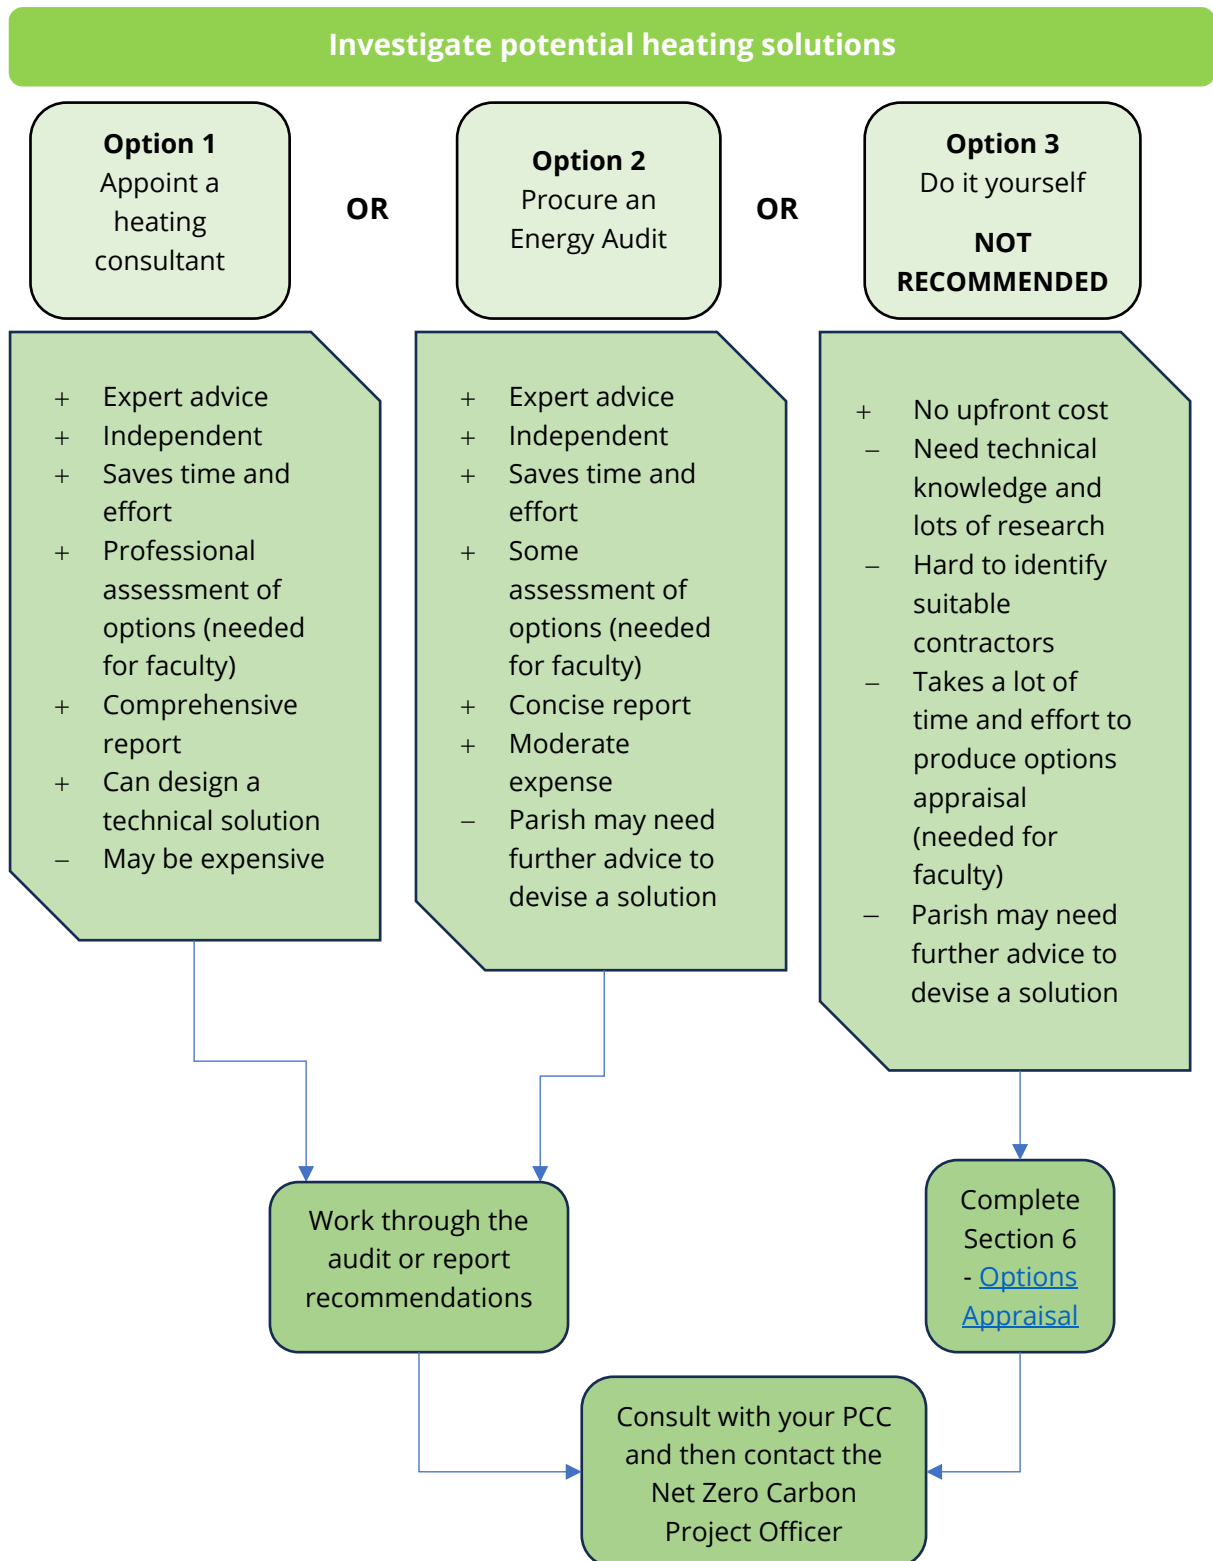 Investigate potential heating solutions
Option 1
Appoint a
heating
consultant
OR
Option 2
Procure an
Energy Audit
OR
Option 3
Do it yourself
NOT
RECOMMENDED
+ Expert advice
+ Independent
+ Saves time and
effort
+ Professional
assessment of
options (needed
for faculty)
+ Comprehensive
report
+ Can design a
technical solution
− May be expensive
+ Expert advice
+ Independent
+ Saves time and
effort
+ Some
assessment of
options (needed
for faculty)
+ Concise report
+ Moderate
expense
− Parish may need
further advice to
devise a solution
+ No upfront cost
− Need technical
knowledge and
lots of research
− Hard to identify
suitable
contractors
− Takes a lot of
time and effort to
produce options
appraisal
(needed for
faculty)
− Parish may need
further advice to
devise a solution
Work through the
audit or report
recommendations
Complete
Section 6
- Options
Appraisal
Consult with your PCC
and then contact the
Net Zero Carbon
Project Officer